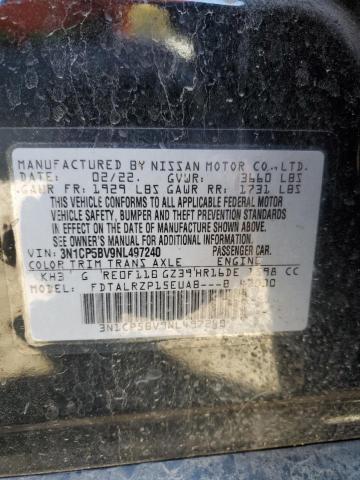 MANUFACTURED BY NISSAN MOTOR CO., LTD.
DATE: 02/22. GVWR: 3660 LBS
GAWR FR: 1929 LBS GAWR RR: 1731 LBS
THIS VEHICLE CONFORMS TO ALL APPLICABLE FEDERAL MOTOR
VEHICLE SAFETY, BUMPER, AND THEFT PREVENTION STANDARDS
IN EFFECT ON THE DATE OF MANUFACTURE SHOWN ABOVE.
SEE OWNERS MANUAL FOR ADDITIONAL INFORMATION.
VIN: 3N1CP5BV9NL497240 PASSENGER CAR.
COLOR TRIM TRANS AXLE ENGINE
KH3 G RE0F11B GZ34 HR16DE 1598 CC
FDTALRZP15EUAB---B
3N1CP5BV9NL497240